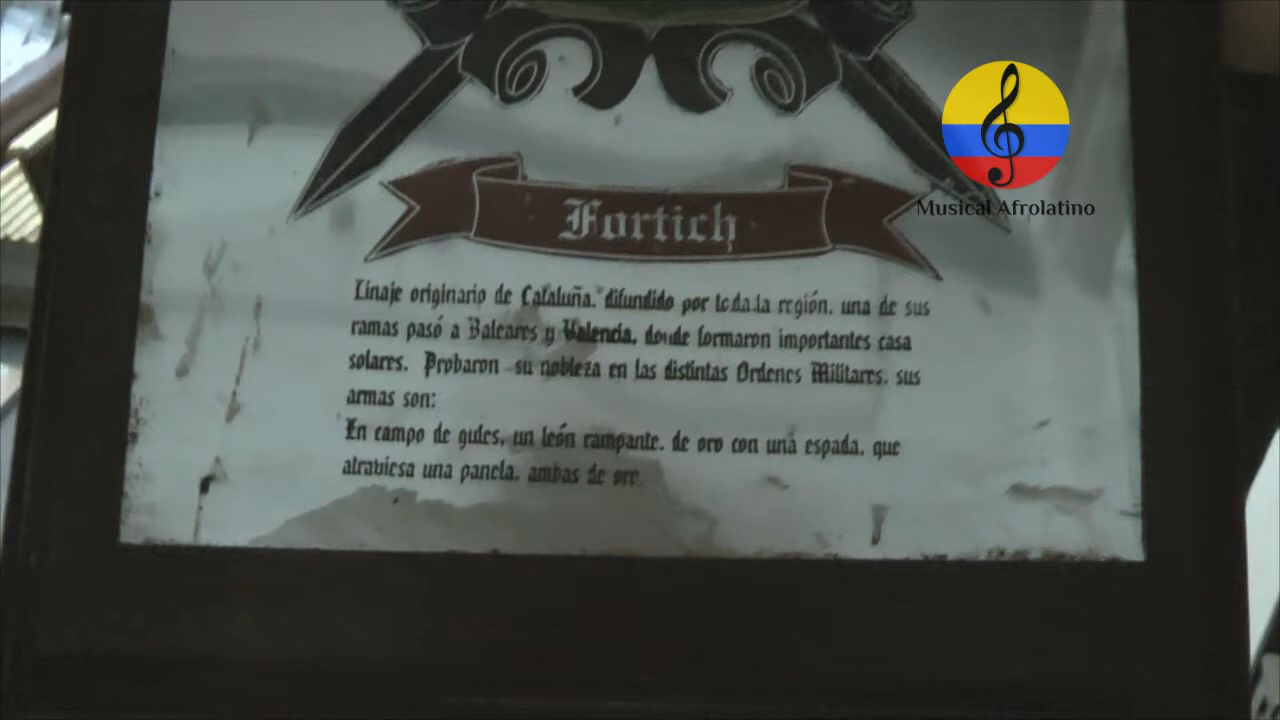 Musical Afrolatino
Fortich
Linaje originario de Cataluña, difundido por toda la región, una de sus
ramas pasó a Baleares y Valencia, donde formaron importantes casa
solares. Probaron su nobleza en las distintas Ordenes Militares, sus
armas son:
En campo de gules, un león rampante, de oro con una espada, que
atraviesa una panela, ambas de oro.